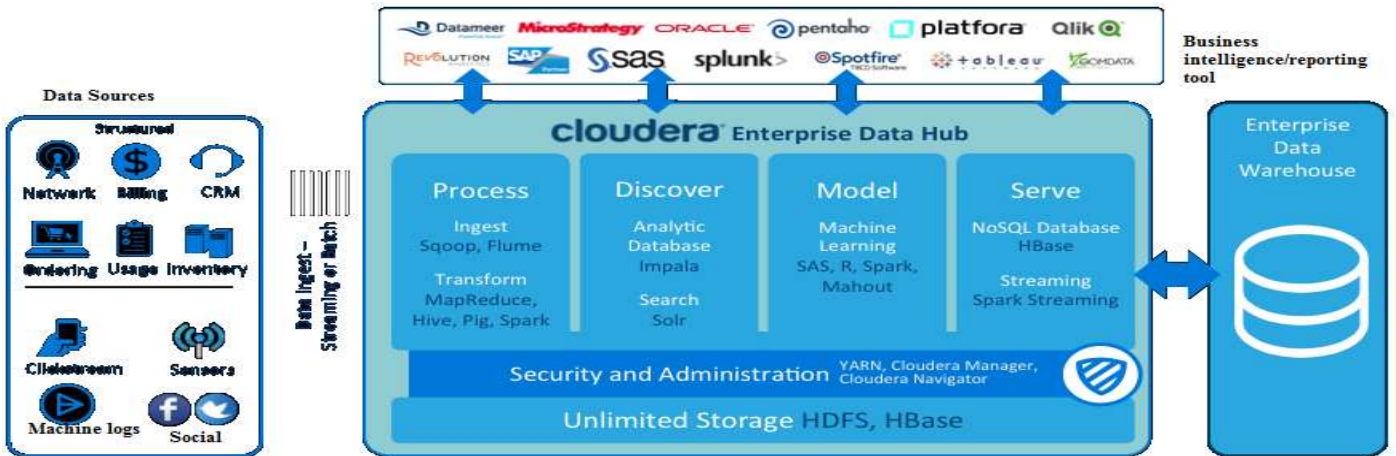 Datameer MicroStrategy ORACLE pentaho platfora Qlik
REVOLUTION SAP Partner sas splunk> Spotfire tableau ZOOMDATA
TIBCO Software
Business
intelligence/reporting
tool
Data Sources
Structured
Network Billing CRM
Ordering Usage Inventory
Clickstream Sensors
Machine logs Social
Data Ingest –
Streaming or Batch
cloudera Enterprise Data Hub
Process
Ingest
Sqoop, Flume
Transform
MapReduce,
Hive, Pig, Spark
Discover
Analytic
Database
Impala
Search
Solr
Model
Machine
Learning
SAS, R, Spark,
Mahout
Serve
NoSQL Database
HBase
Streaming
Spark Streaming
Security and Administration YARN, Cloudera Manager,
Cloudera Navigator
Unlimited Storage HDFS, HBase
Enterprise
Data
Warehouse